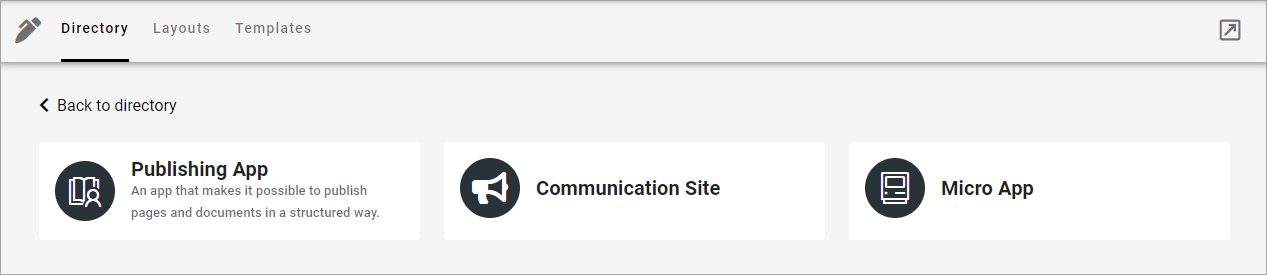 Directory Layouts Templates
Back to directory
Publishing App
An app that makes it possible to publish
pages and documents in a structured way.
Communication Site
Micro App